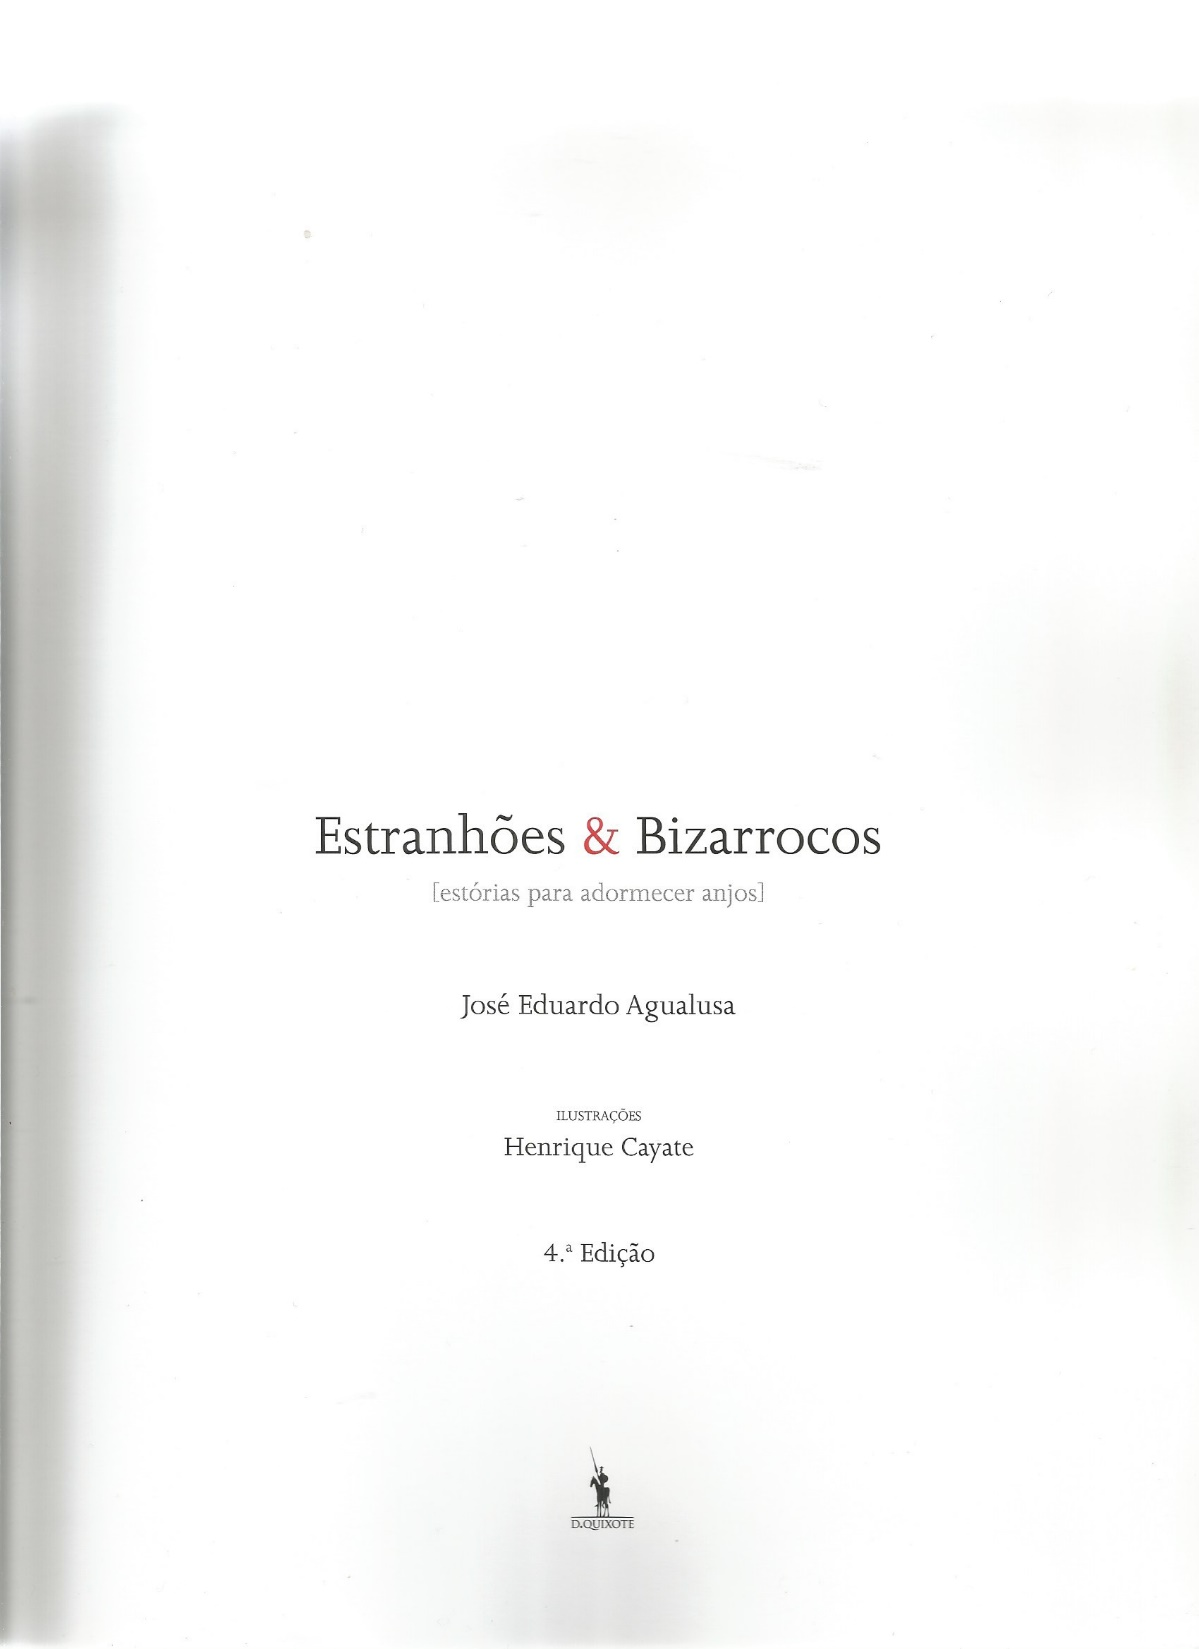 Estranhões & Bizarrocos
[estórias para adormecer anjos]
José Eduardo Agualusa
ILUSTRAÇÕES
Henrique Cayate
4.ª Edição
D.QUIXOTE